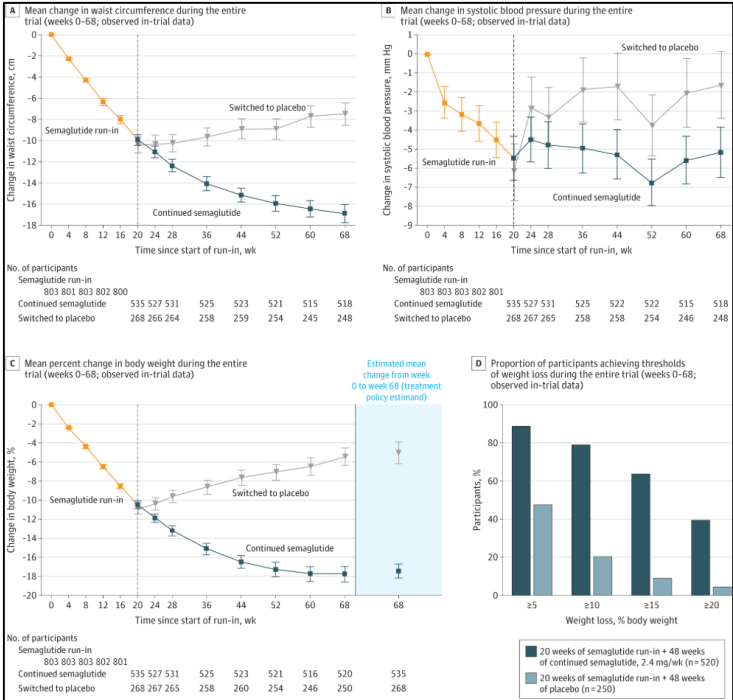 A Mean change in waist circumference during the entire
trial (weeks 0-68; observed in-trial data)
Change in waist circumference, cm
0
-2
-4
-6
-8
-10
-12
-14
-16
-18
Switched to placebo
Semaglutide run-in
Continued semaglutide
0 4 8 12 16 20 24 28 36 44 52 60 68
Time since start of run-in, wk
No. of participants
Semaglutide run-in
803 801 803 802 800
Continued semaglutide 535 527 531 525 523 521 515 518
Switched to placebo 268 266 264 258 259 254 245 248
B Mean change in systolic blood pressure during the entire
trial (weeks 0-68; observed in-trial data)
Change in systolic blood pressure, mm Hg
1
0
-1
-2
-3
-4
-5
-6
-7
-8
-9
Switched to placebo
Semaglutide run-in
Continued semaglutide
0 4 8 12 16 20 24 28 36 44 52 60 68
Time since start of run-in, wk
No. of participants
Semaglutide run-in
803 803 803 802 801
Continued semaglutide 535 527 531 525 522 522 515 518
Switched to placebo 268 267 265 258 258 254 246 248
C Mean percent change in body weight during the entire
trial (weeks 0-68; observed in-trial data)
Estimated mean
change from week
0 to week 68 (treatment
policy estimand)
Change in body weight, %
0
-2
-4
-6
-8
-10
-12
-14
-16
-18
-20
Semaglutide run-in
Switched to placebo
Continued semaglutide
0 4 8 12 16 20 24 28 36 44 52 60 68 68
Time since start of run-in, wk
No. of participants
Semaglutide run-in
803 803 803 802 801
Continued semaglutide 535 527 531 525 523 521 516 520 535
Switched to placebo 268 267 265 258 260 254 246 250 268
D Proportion of participants achieving thresholds
of weight loss during the entire trial (weeks 0-68;
observed in-trial data)
Participants, %
100
80
60
40
20
0
≥5 ≥10 ≥15 ≥20
Weight loss, % body weight
20 weeks of semaglutide run-in + 48 weeks
of continued semaglutide, 2.4 mg/wk (n=520)
20 weeks of semaglutide run-in + 48 weeks
of placebo (n=250)